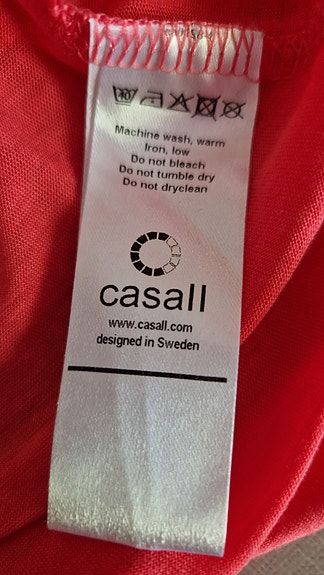 40
Machine wash, warm
Iron, low
Do not bleach
Do not tumble dry
Do not dryclean
casall
www.casall.com
designed in Sweden